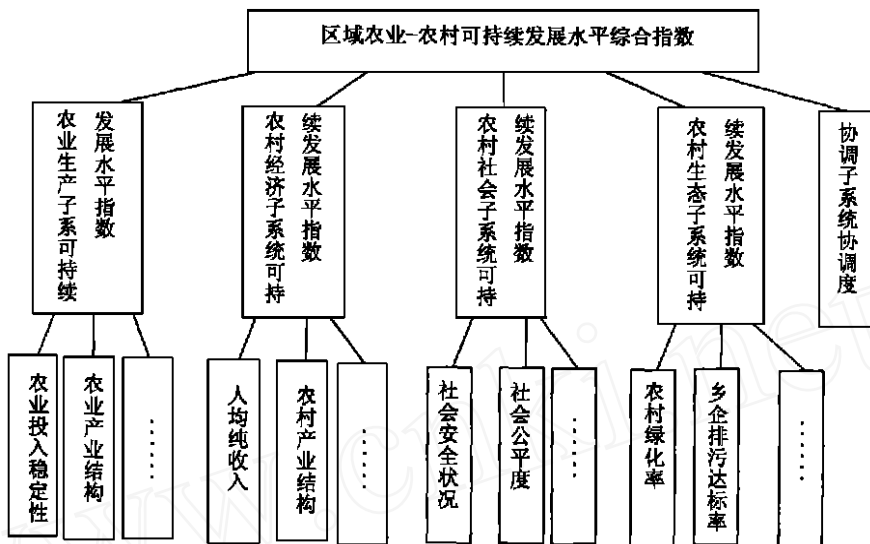 区域农业-农村可持续发展水平综合指数
农业生产子系可持续
发展水平指数
农村经济子系统可持
续发展水平指数
农村社会子系统可持
续发展水平指数
农村生态子系统可持
续发展水平指数
协调子系统协调度
农业投入稳定性
农业产业结构
……
人均纯收入
农村产业结构
……
社会安全状况
社会公平度
……
农村绿化率
乡企排污达标率
……
www.cnki.net